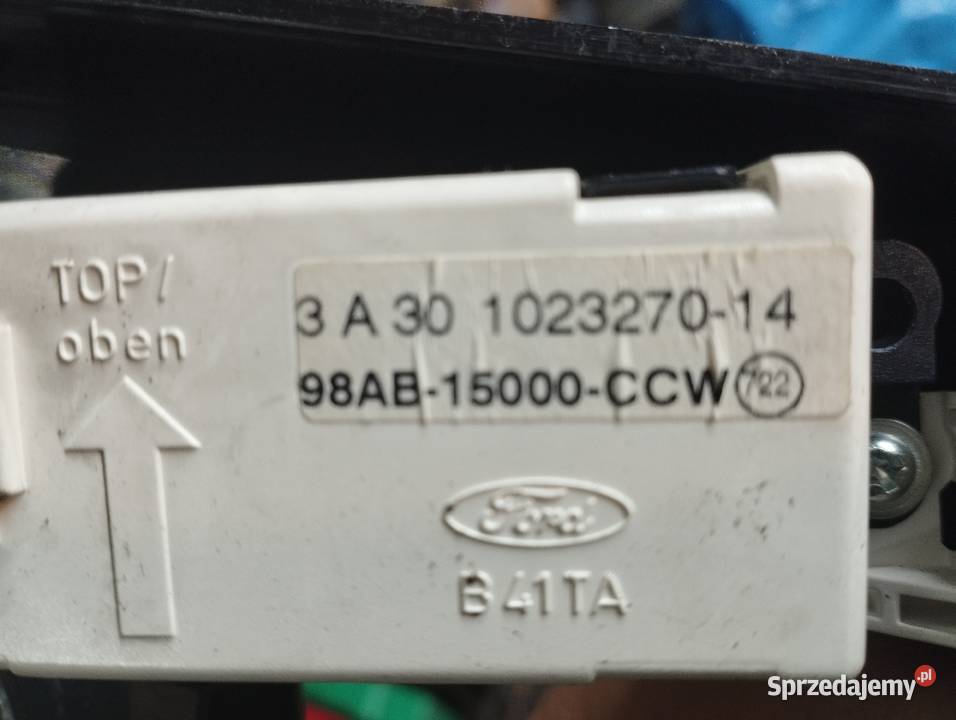 TOP/
oben
3 A 30 1023270-14
98AB-15000-CCW 722
Ford
B41TA
Sprzedajemy.pl